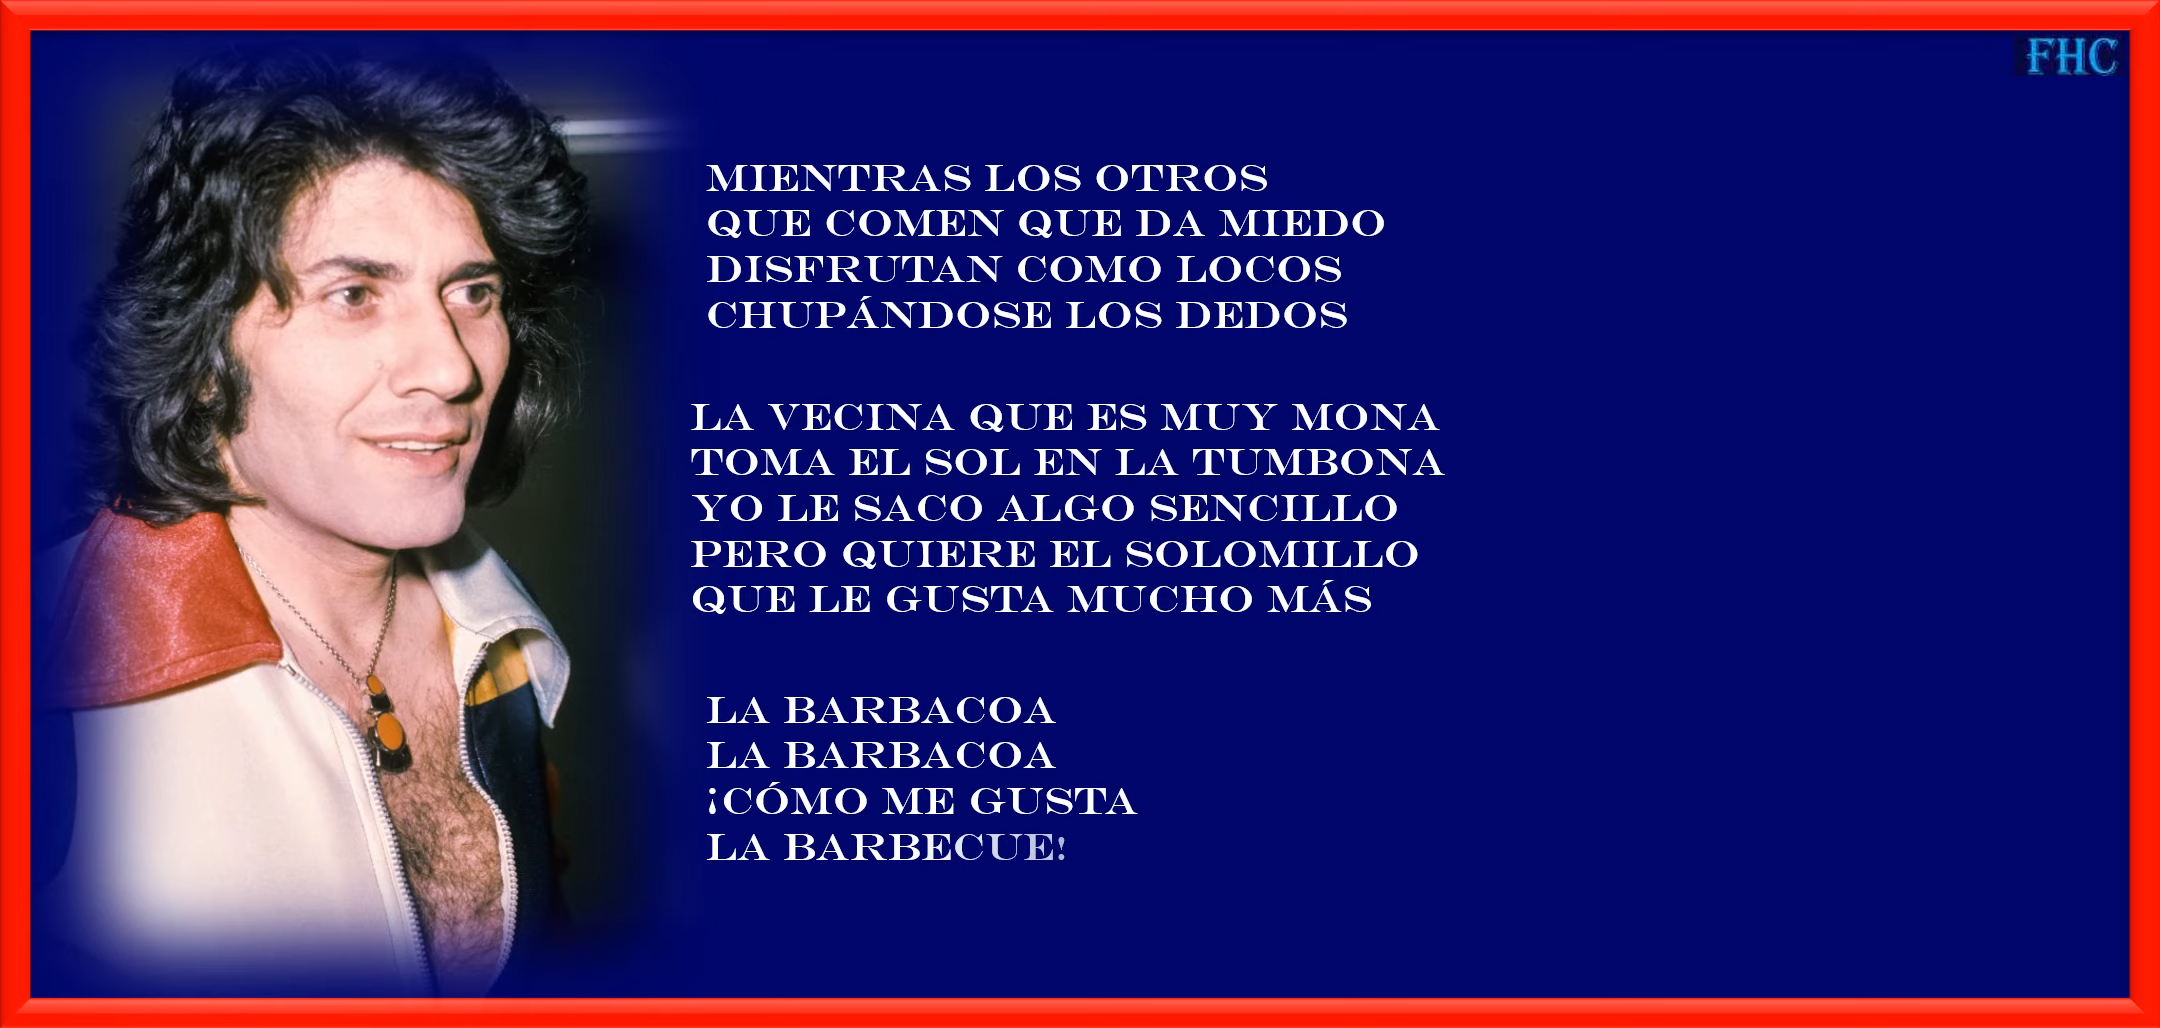 FHC
MIENTRAS LOS OTROS
QUE COMEN QUE DA MIEDO
DISFRUTAN COMO LOCOS
CHUPÁNDOSE LOS DEDOS
LA VECINA QUE ES MUY MONA
TOMA EL SOL EN LA TUMBONA
YO LE SACO ALGO SENCILLO
PERO QUIERE EL SOLOMILLO
QUE LE GUSTA MUCHO MÁS
LA BARBACOA
LA BARBACOA
¡CÓMO ME GUSTA
LA BARBECUE!